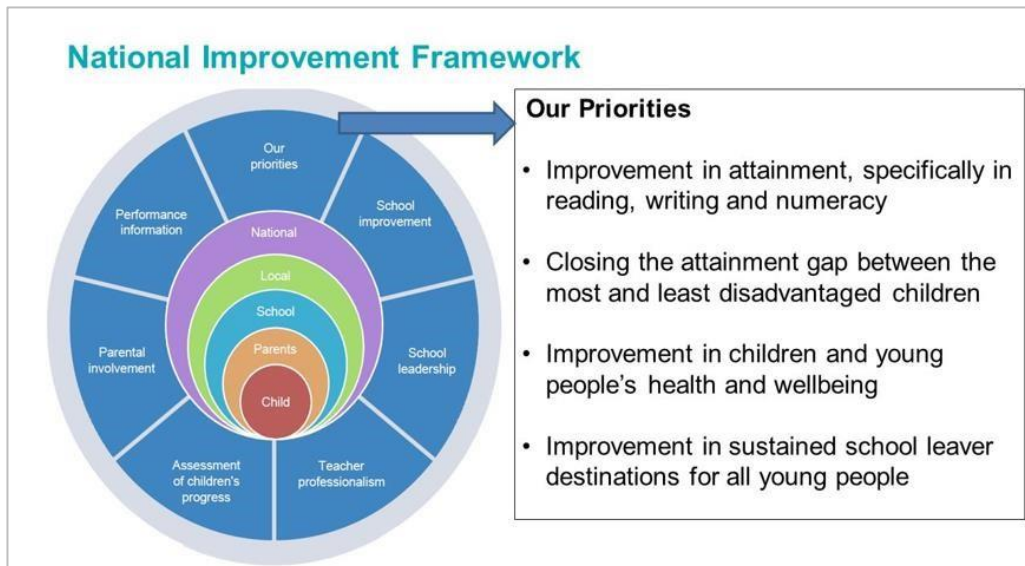 National Improvement Framework
Our
priorities
School
improvement
School
leadership
Teacher
professionalism
Assessment
of children's
progress
Parental
involvement
Performance
information
National
Local
School
Parents
Child
Our Priorities
• Improvement in attainment, specifically in
reading, writing and numeracy
• Closing the attainment gap between the
most and least disadvantaged children
• Improvement in children and young
people's health and wellbeing
• Improvement in sustained school leaver
destinations for all young people